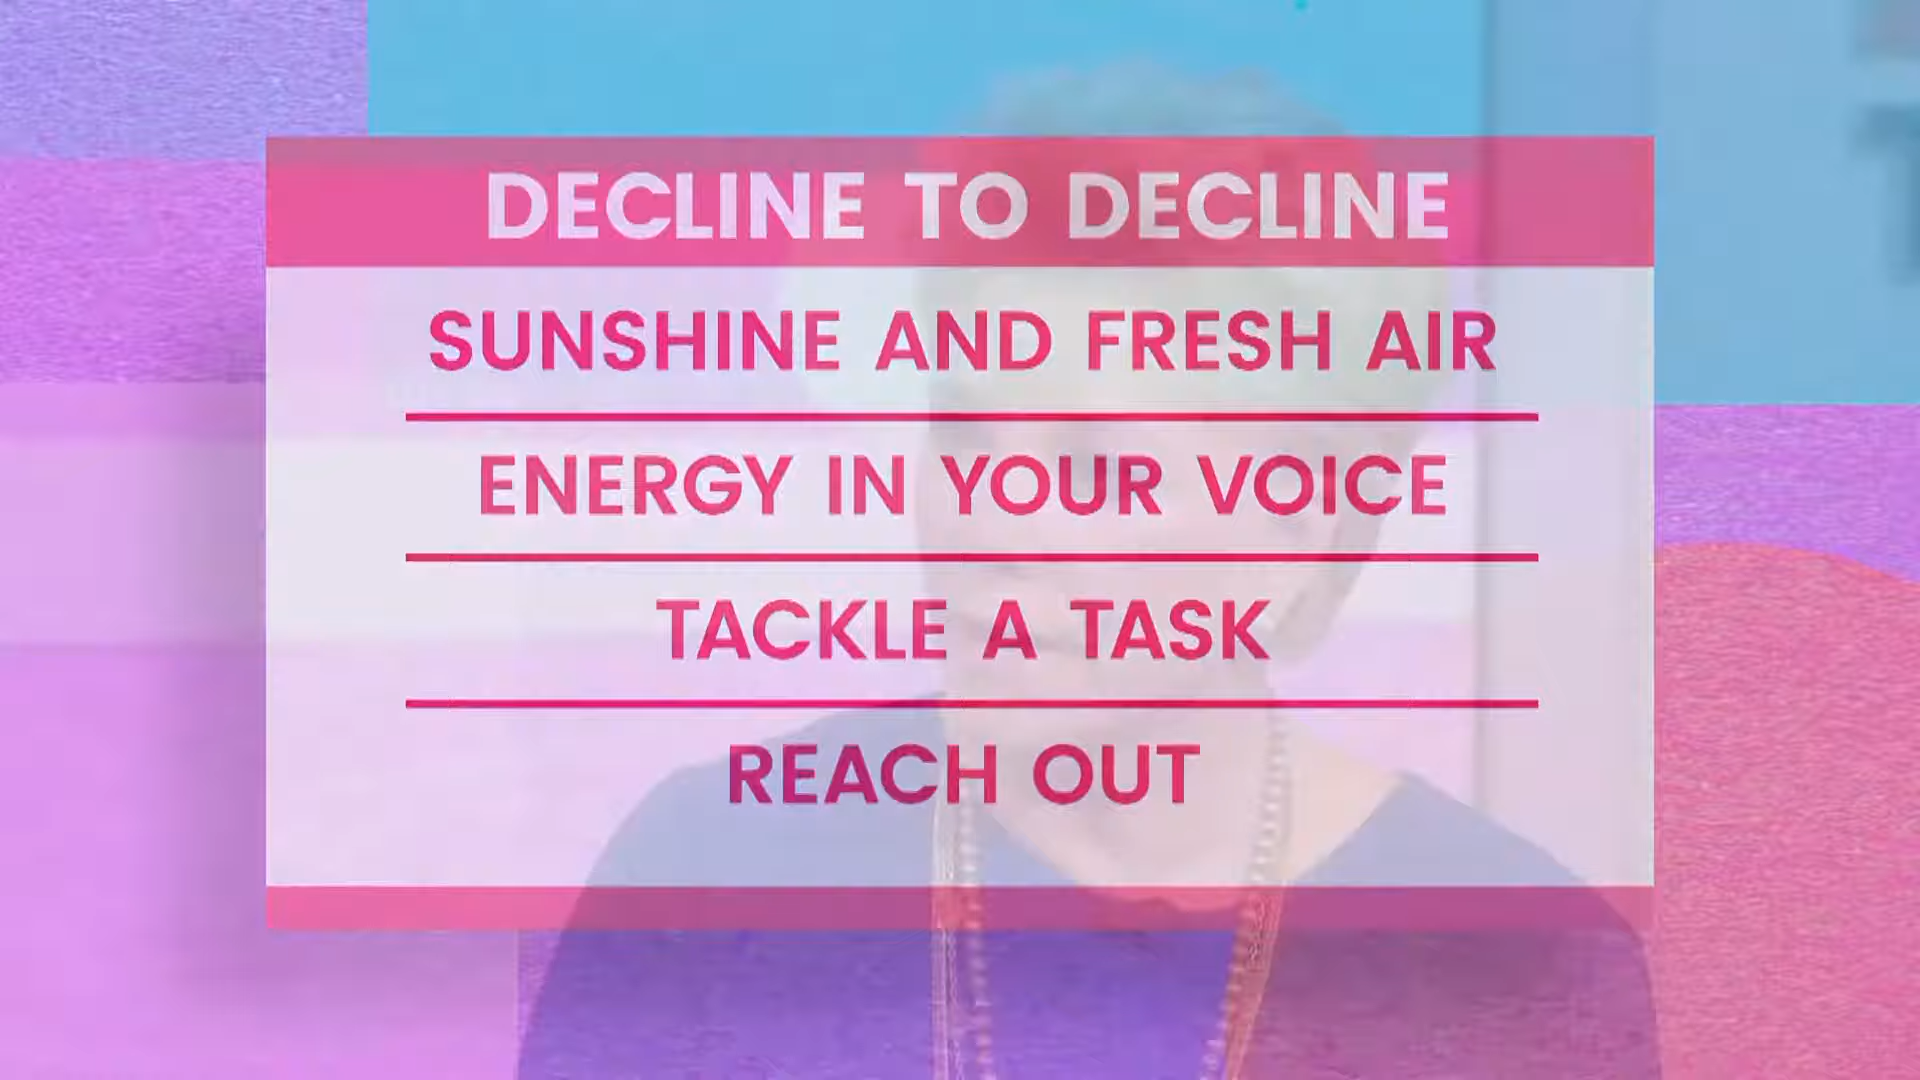 DECLINE TO DECLINE
SUNSHINE AND FRESH AIR
ENERGY IN YOUR VOICE
TACKLE A TASK
REACH OUT